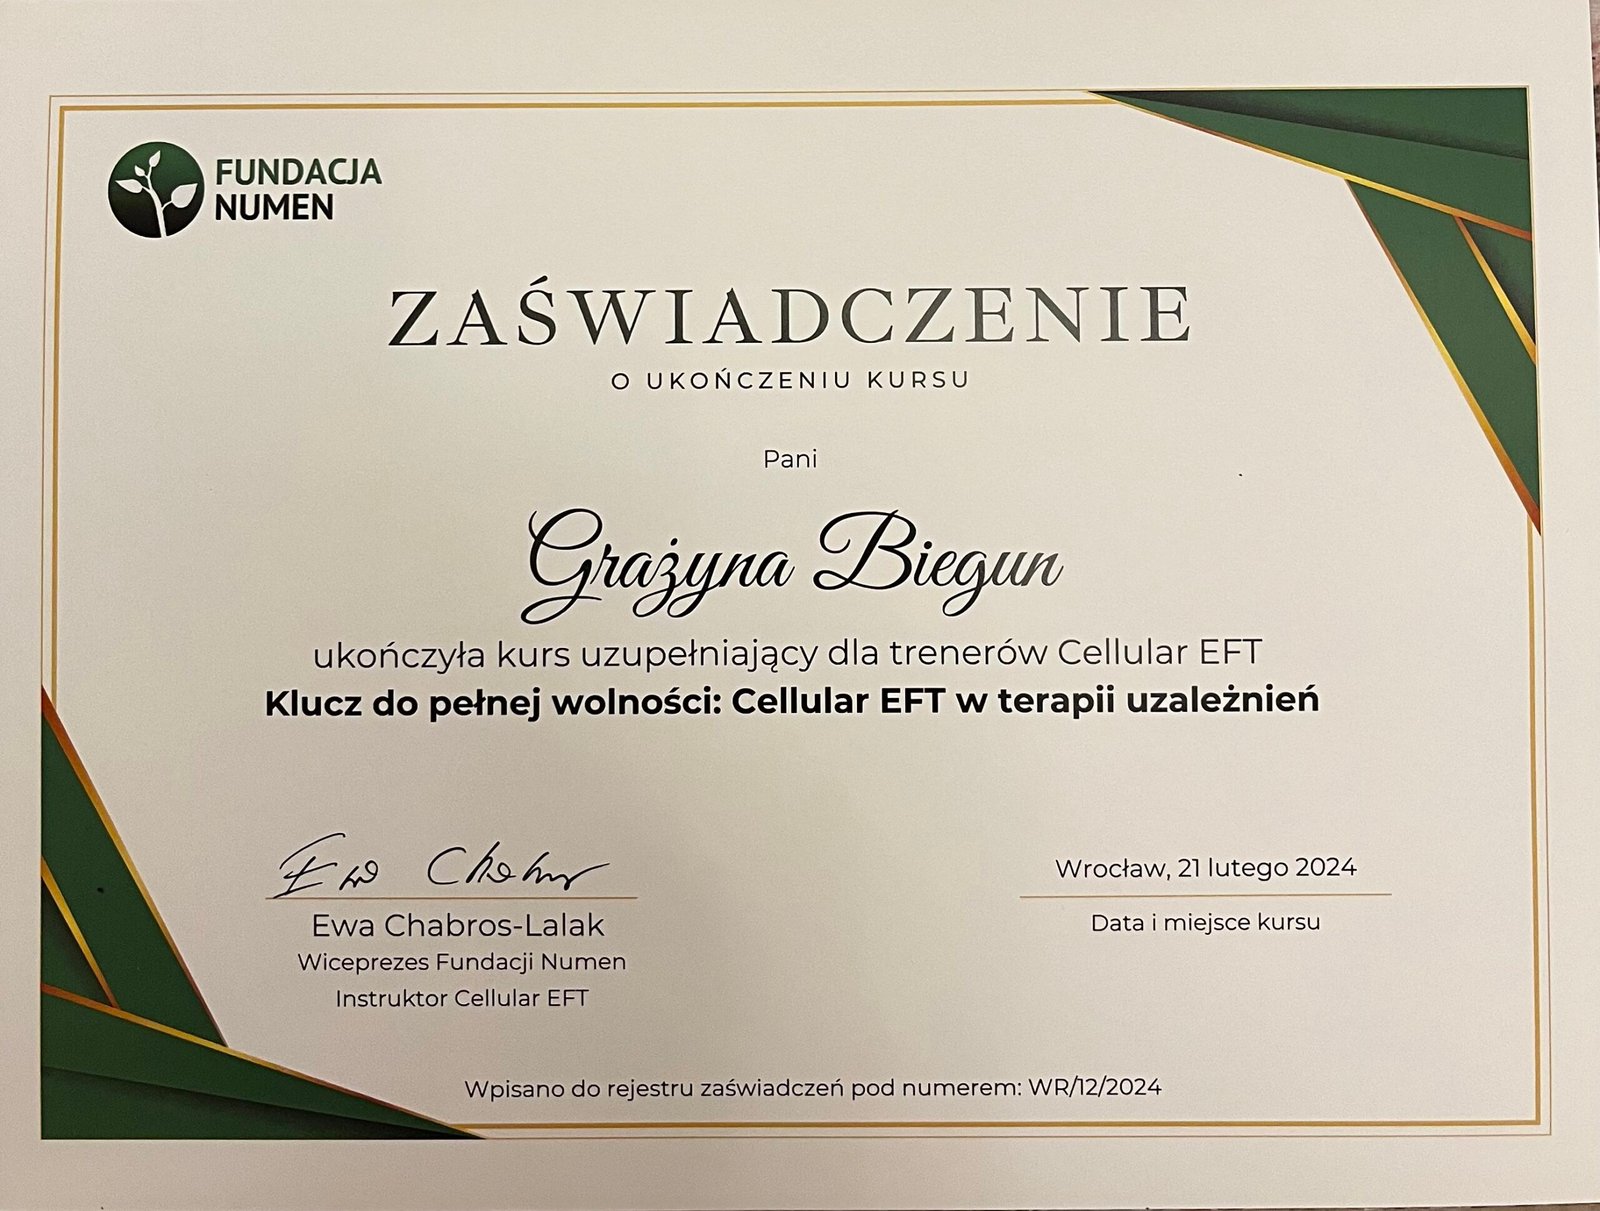 FUNDACJA
NUMEN
ZAŚWIADCZENIE
O UKOŃCZENIU KURSU
Pani
Grażyna Biegun
ukończyła kurs uzupełniający dla trenerów Cellular EFT
Klucz do pełnej wolności: Cellular EFT w terapii uzależnień
Ewa Chabros
Ewa Chabros-Lalak
Wiceprezes Fundacji Numen
Instruktor Cellular EFT
Wrocław, 21 lutego 2024
Data i miejsce kursu
Wpisano do rejestru zaświadczeń pod numerem: WR/12/2024